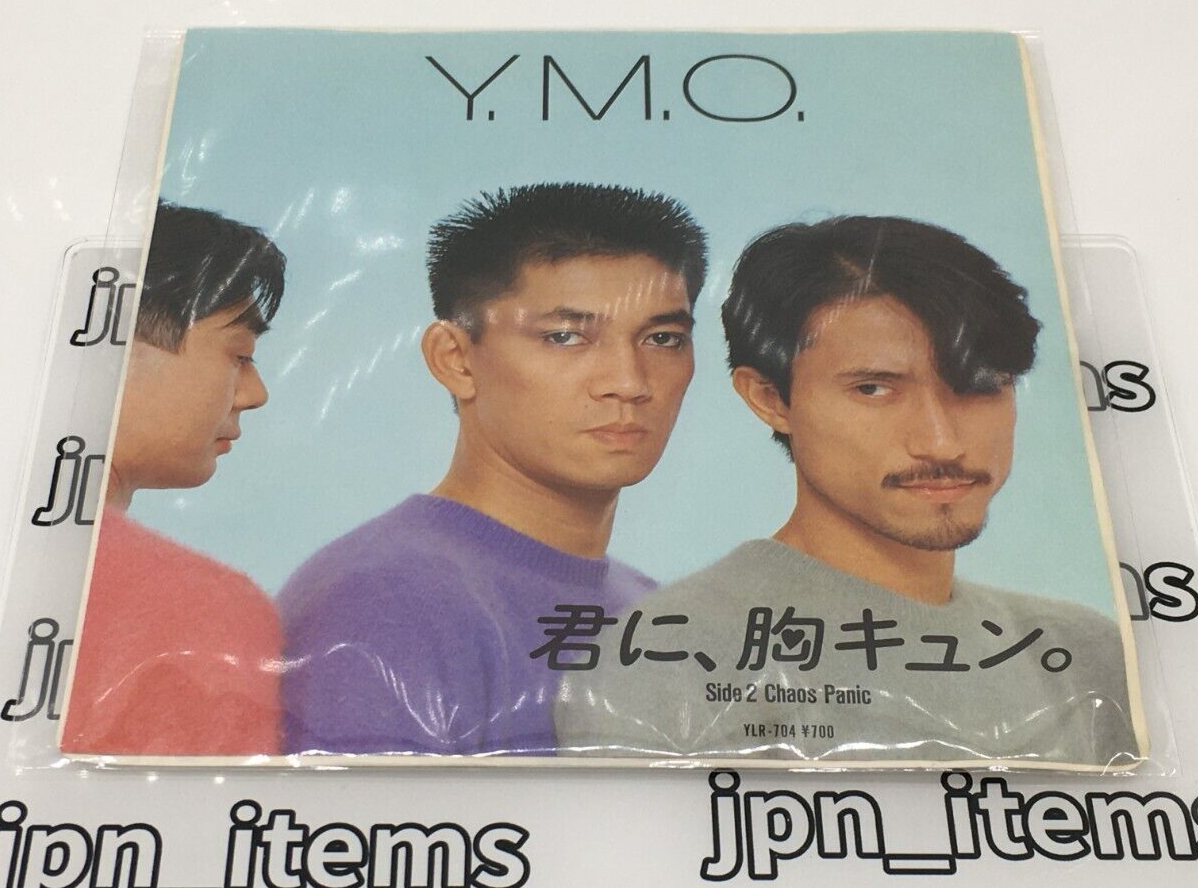 Y.M.O.
君に、胸キュン。
Side 2 Chaos Panic
YLR-704 ¥700
jpn_items
jpn_items